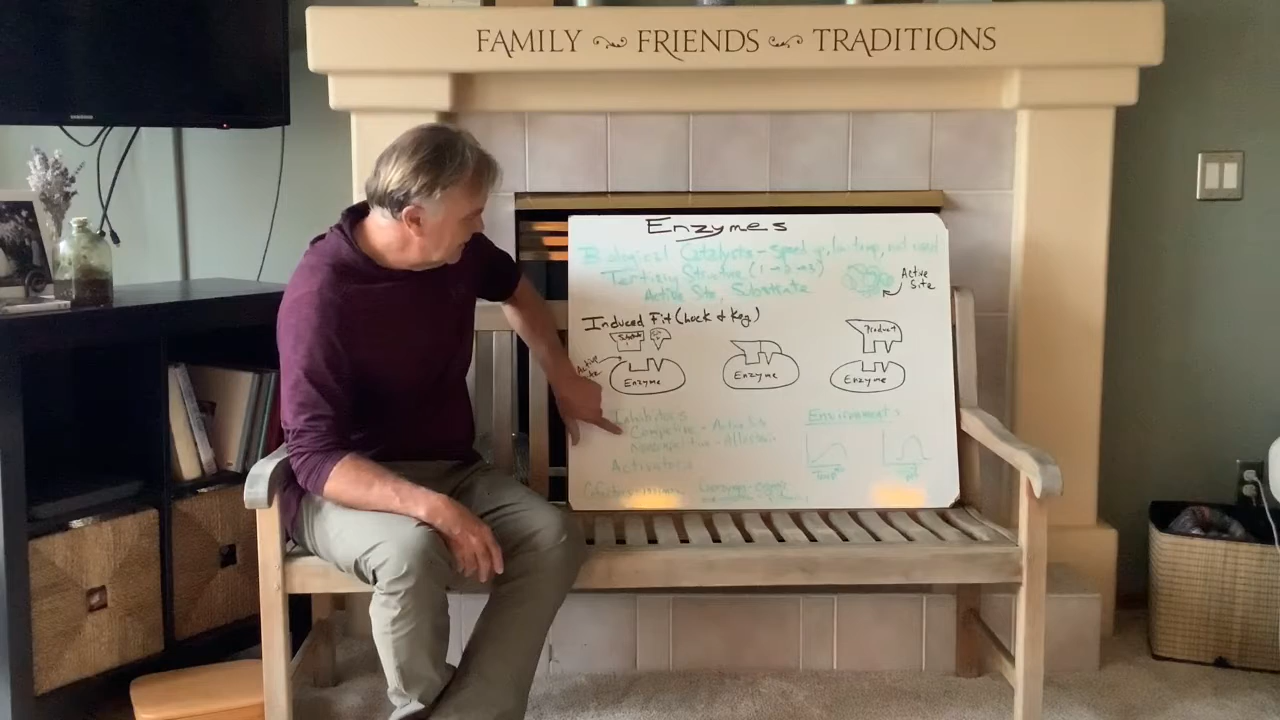 FAMILY FRIENDS TRADITIONS
SAMSUNG
Enzymes
Biological Catalysts - Speed up, low temp, not used
Tertiary Structure (1 → 2 → 3)
Active Site, Substrate
Active Site
Induced Fit (Lock & Key)
Active Site
Enzyme
Enzyme
Product
Enzyme
Inhibitors
Competitive - Active Site
Noncompetitive - Allosteric
Activators
Environment
Temp
pH